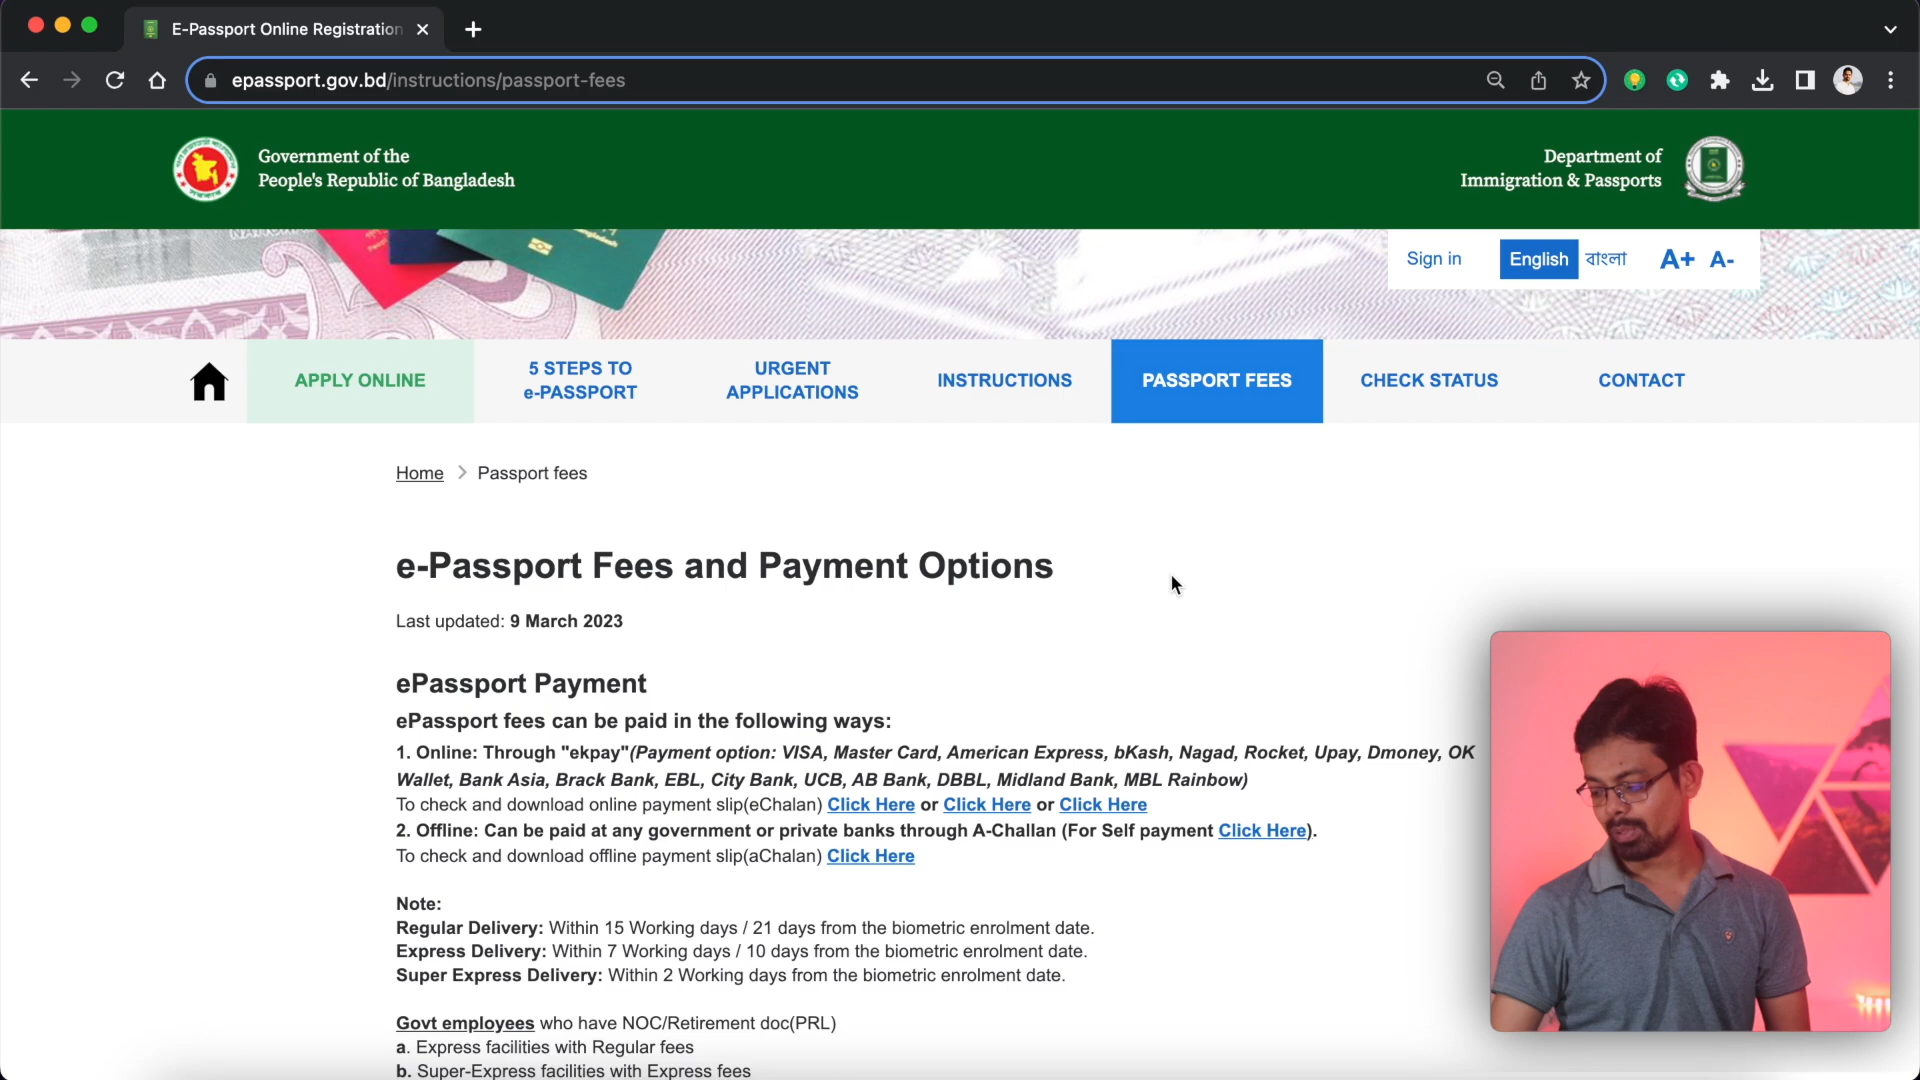 E-Passport Online Registration
epassport.gov.bd/instructions/passport-fees
Government of the
People's Republic of Bangladesh
Department of
Immigration & Passports
Sign in
English
বাংলা
A+ A-
APPLY ONLINE
5 STEPS TO
e-PASSPORT
URGENT
APPLICATIONS
INSTRUCTIONS
PASSPORT FEES
CHECK STATUS
CONTACT
Home > Passport fees
e-Passport Fees and Payment Options
Last updated: 9 March 2023
ePassport Payment
ePassport fees can be paid in the following ways:
1. Online: Through "ekpay"(Payment option: VISA, Master Card, American Express, bKash, Nagad, Rocket, Upay, Dmoney, OK
Wallet, Bank Asia, Brack Bank, EBL, City Bank, UCB, AB Bank, DBBL, Midland Bank, MBL Rainbow)
To check and download online payment slip(eChalan) Click Here or Click Here or Click Here
2. Offline: Can be paid at any government or private banks through A-Challan (For Self payment Click Here).
To check and download offline payment slip(aChalan) Click Here
Note:
Regular Delivery: Within 15 Working days / 21 days from the biometric enrolment date.
Express Delivery: Within 7 Working days / 10 days from the biometric enrolment date.
Super Express Delivery: Within 2 Working days from the biometric enrolment date.
Govt employees who have NOC/Retirement doc(PRL)
a. Express facilities with Regular fees
b. Super-Express facilities with Express fees